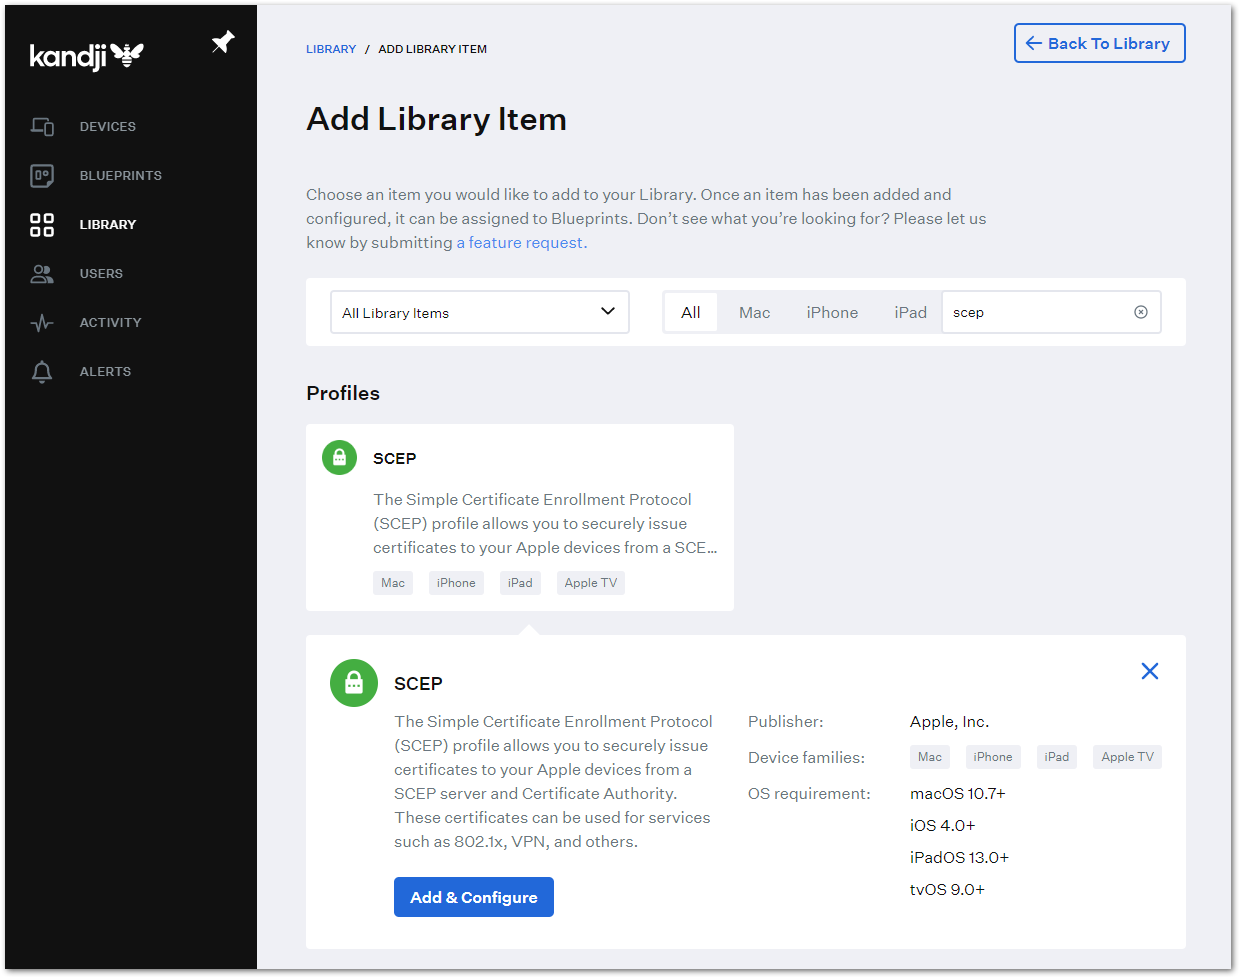 kandji
DEVICES
BLUEPRINTS
LIBRARY
USERS
ACTIVITY
ALERTS
LIBRARY / ADD LIBRARY ITEM
Back To Library
Add Library Item
Choose an item you would like to add to your Library. Once an item has been added and
configured, it can be assigned to Blueprints. Don’t see what you’re looking for? Please let us
know by submitting a feature request.
All Library Items
All Mac iPhone iPad scep
Profiles
SCEP
The Simple Certificate Enrollment Protocol
(SCEP) profile allows you to securely issue
certificates to your Apple devices from a SCE...
Mac iPhone iPad Apple TV
SCEP
The Simple Certificate Enrollment Protocol
(SCEP) profile allows you to securely issue
certificates to your Apple devices from a
SCEP server and Certificate Authority.
These certificates can be used for services
such as 802.1x, VPN, and others.
Add & Configure
Publisher: Apple, Inc.
Device families: Mac iPhone iPad Apple TV
OS requirement: macOS 10.7+
iOS 4.0+
iPadOS 13.0+
tvOS 9.0+